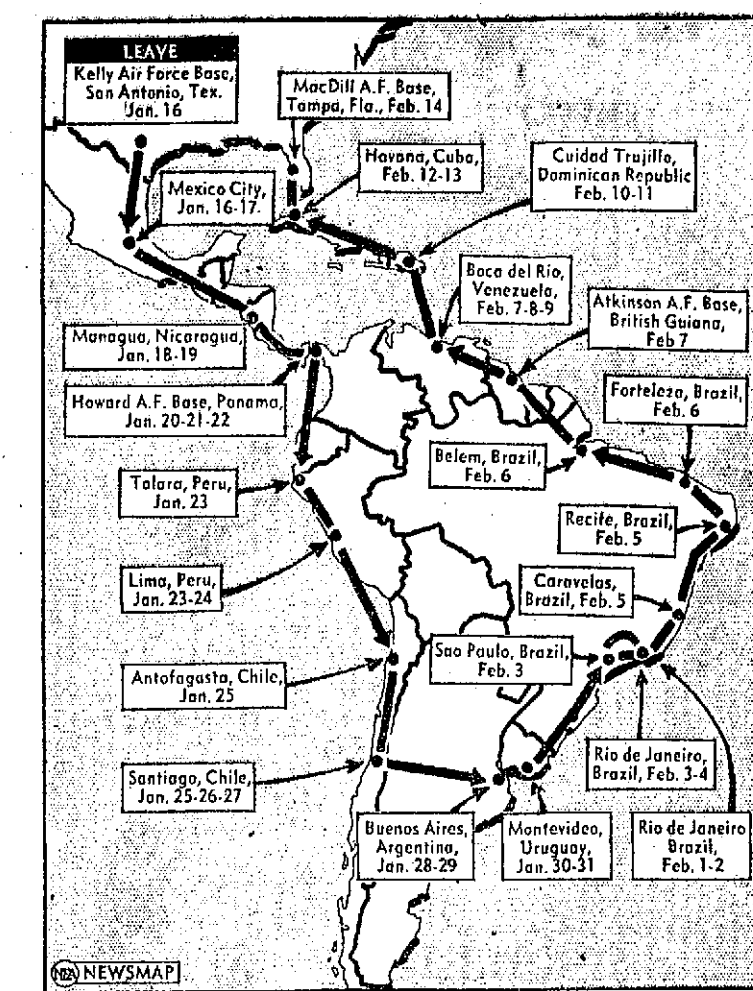 LEAVE
Kelly Air Force Base,
San Antonio, Tex.
Jan. 16
MacDill A.F. Base,
Tampa, Fla., Feb. 14
Havana, Cuba,
Feb. 12-13
Cuidad Trujillo,
Dominican Republic
Feb. 10-11
Mexico City,
Jan. 16-17
Boca del Rio,
Venezuela,
Feb. 7-8-9
Atkinson A.F. Base,
British Guiana,
Feb 7
Managua, Nicaragua,
Jan. 18-19
Howard A.F. Base, Panama,
Jan. 20-21-22
Forteleza, Brazil,
Feb. 6
Belem, Brazil,
Feb. 6
Talara, Peru,
Jan. 23
Recife, Brazil,
Feb. 5
Lima, Peru,
Jan. 23-24
Caravelas,
Brazil, Feb. 5
Sao Paulo, Brazil,
Feb. 3
Antofagasta, Chile,
Jan. 25
Rio de Janeiro,
Brazil, Feb. 3-4
Santiago, Chile,
Jan. 25-26-27
Buenos Aires,
Argentina,
Jan. 28-29
Montevideo,
Uruguay,
Jan. 30-31
Rio de Janeiro
Brazil,
Feb. 1-2
NEA NEWSMAP